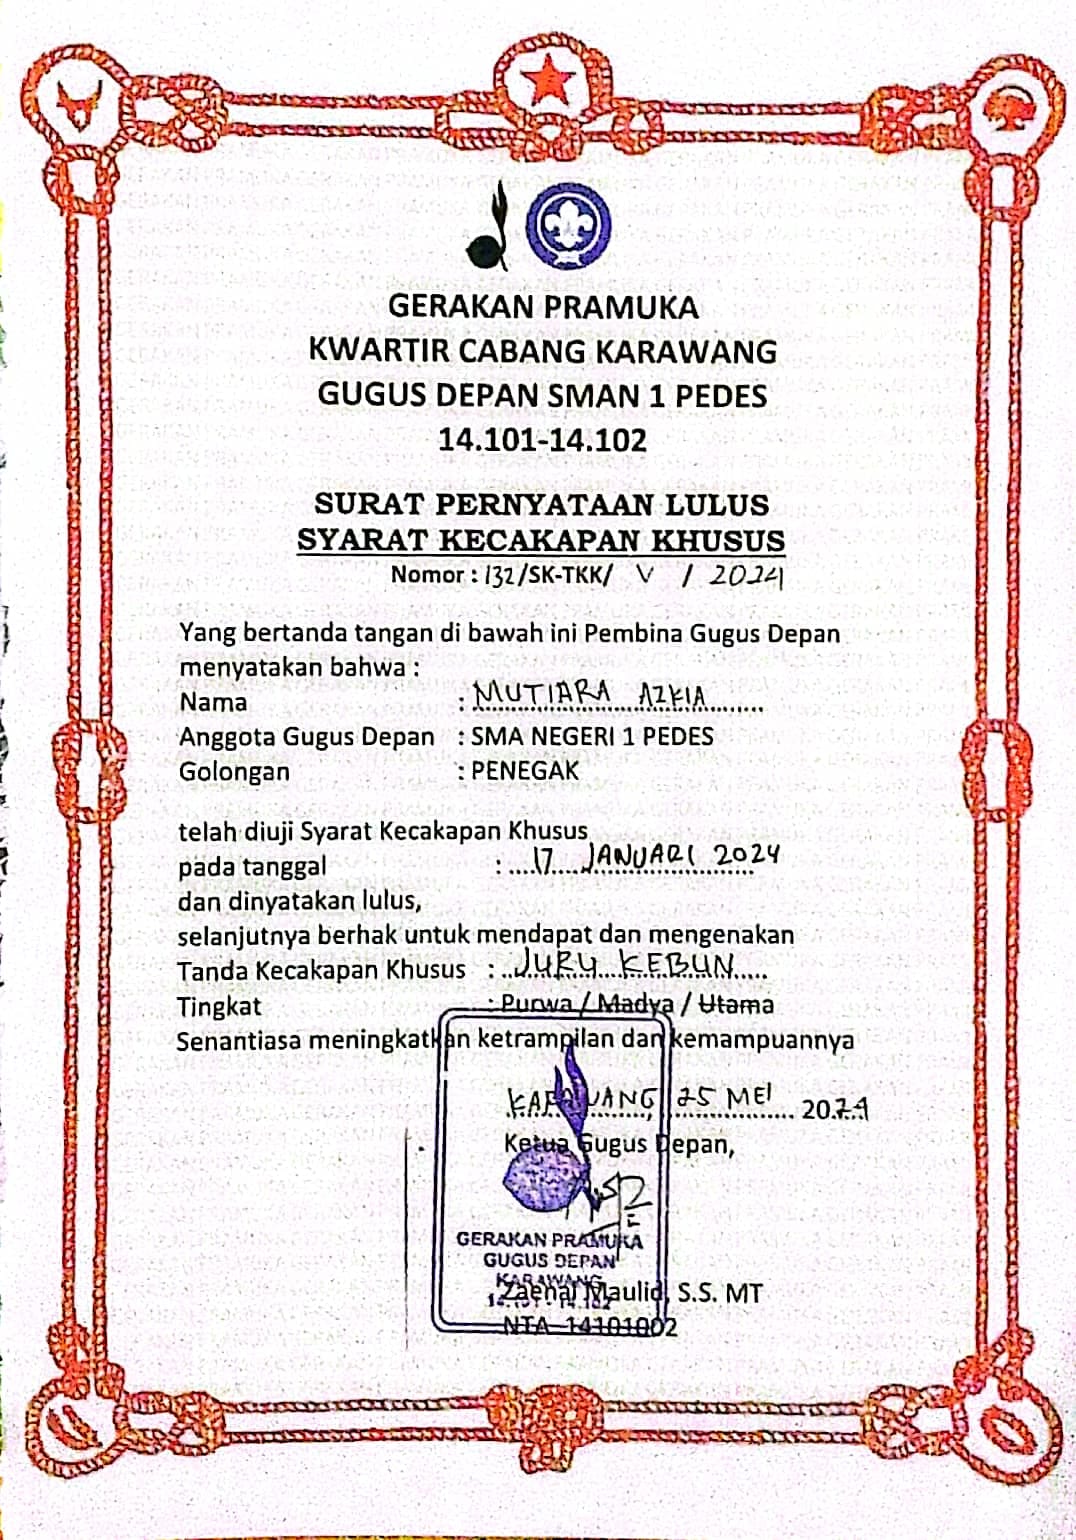 GERAKAN PRAMUKA
KWARTIR CABANG KARAWANG
GUGUS DEPAN SMAN 1 PEDES
14.101-14.102
SURAT PERNYATAAN LULUS
SYARAT KECAKAPAN KHUSUS
Nomor : 132/SK-TKK/ V / 2024
Yang bertanda tangan di bawah ini Pembina Gugus Depan
menyatakan bahwa :
Nama : MUTIARA AZKIA
Anggota Gugus Depan : SMA NEGERI 1 PEDES
Golongan : PENEGAK
telah diuji Syarat Kecakapan Khusus
pada tanggal : 17 JANUARI 2024
dan dinyatakan lulus,
selanjutnya berhak untuk mendapat dan mengenakan
Tanda Kecakapan Khusus : JURU KEBUN
Tingkat : Purwa / Madya / Utama
Senantiasa meningkatkan ketrampilan dan kemampuannya
KARAWANG, 25 MEI 2024
Ketua Gugus Depan,
GERAKAN PRAMUKA
GUGUS DEPAN
KARAWANG
Zaenal Maulid, S.S. MT
NTA 14101002